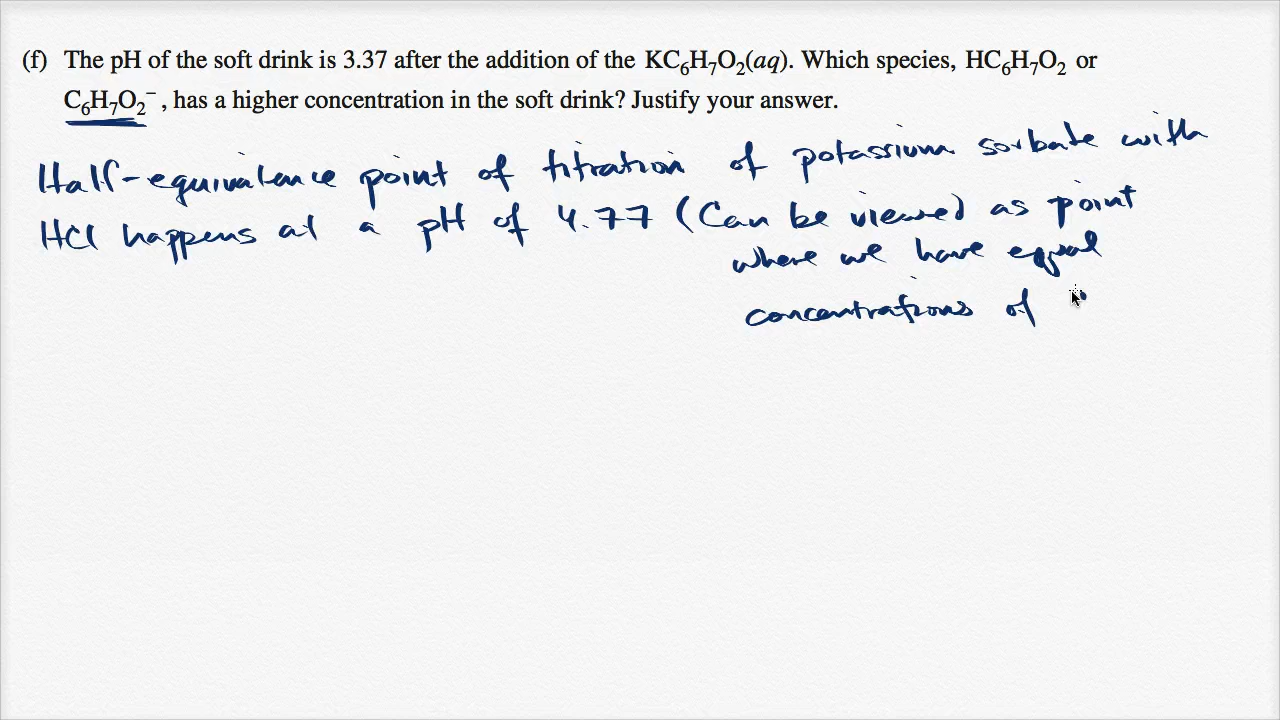 (f) The pH of the soft drink is 3.37 after the addition of the KC₆H₇O₂(aq). Which species, HC₆H₇O₂ or
C₆H₇O₂⁻, has a higher concentration in the soft drink? Justify your answer.
Half-equivalence point of titration of potassium sorbate with
HCl happens at a pH of 4.77 (Can be viewed as point
where we have equal
concentrations of